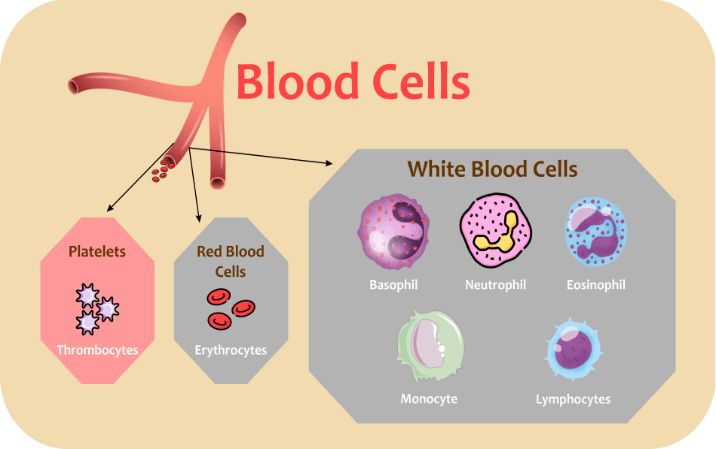 Blood Cells
White Blood Cells
Platelets
Red Blood
Cells
Basophil
Neutrophil
Eosinophil
Thrombocytes
Erythrocytes
Monocyte
Lymphocytes